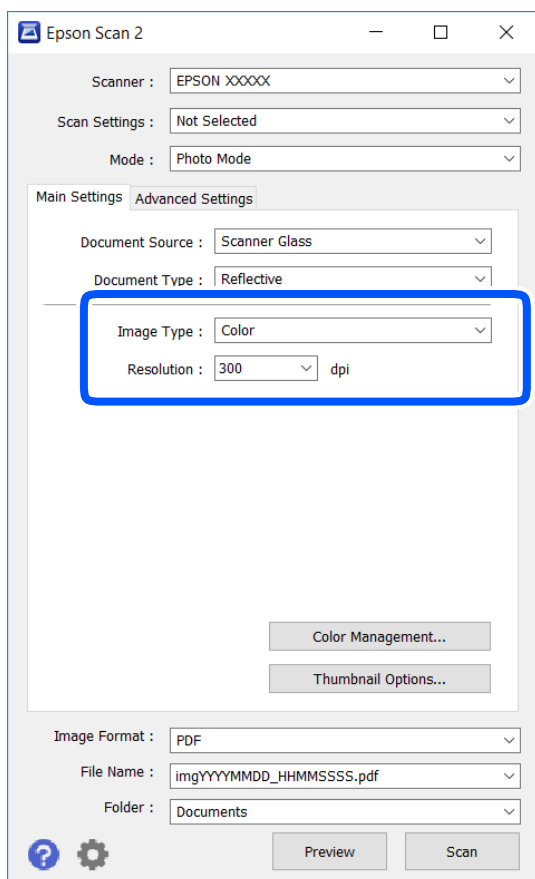 Epson Scan 2
Scanner : EPSON XXXXX
Scan Settings : Not Selected
Mode : Photo Mode
Main Settings Advanced Settings
Document Source : Scanner Glass
Document Type : Reflective
Image Type : Color
Resolution : 300 dpi
Color Management...
Thumbnail Options...
Image Format : PDF
File Name : imgYYYYMMDD_HHMMSSSS.pdf
Folder : Documents
? Preview Scan